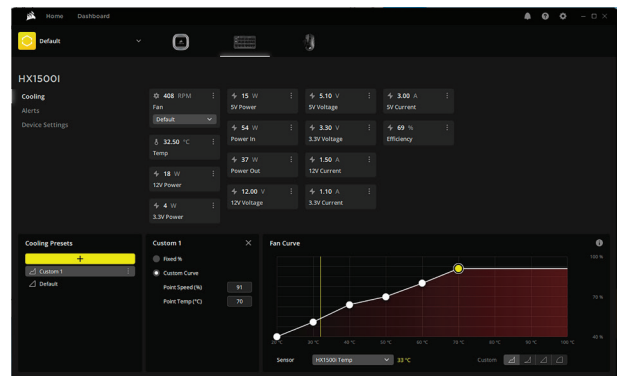 Home Dashboard
Default
HX1500I
Cooling
Alerts
Device Settings
408 RPM
Fan
Default
15 W
5V Power
5.10 V
5V Voltage
3.00 A
5V Current
32.50 °C
Temp
54 W
Power In
3.30 V
3.3V Voltage
69 %
Efficiency
18 W
12V Power
37 W
Power Out
1.50 A
12V Current
4 W
3.3V Power
12.00 V
12V Voltage
1.10 A
3.3V Current
Cooling Presets
+
Custom 1
Default
Custom 1
Fixed %
Custom Curve
Point Speed (%) 91
Point Temp (°C) 70
Fan Curve
100 %
70 %
40 %
20 °C 30 °C 40 °C 50 °C 60 °C 70 °C 80 °C 90 °C 100 °C
Sensor HX1500i Temp 33 °C Custom